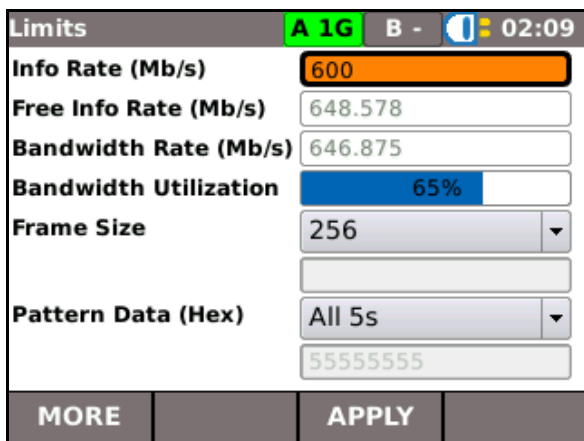 Limits A 1G B - 02:09
Info Rate (Mb/s) 600
Free Info Rate (Mb/s) 648.578
Bandwidth Rate (Mb/s) 646.875
Bandwidth Utilization 65%
Frame Size 256
Pattern Data (Hex) All 5s
55555555
MORE APPLY